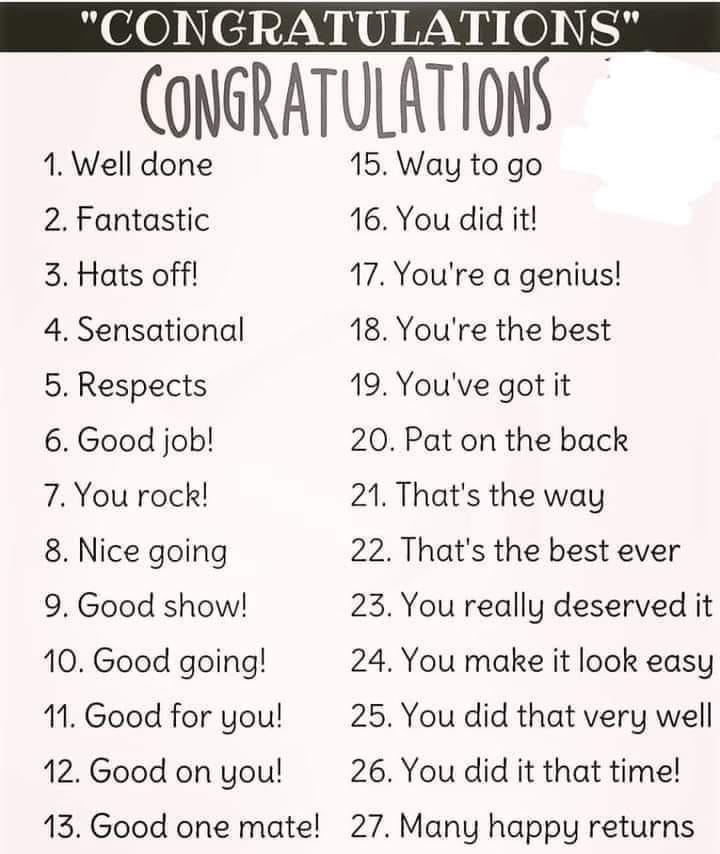 "CONGRATULATIONS"
CONGRATULATIONS
1. Well done
2. Fantastic
3. Hats off!
4. Sensational
5. Respects
6. Good job!
7. You rock!
8. Nice going
9. Good show!
10. Good going!
11. Good for you!
12. Good on you!
13. Good one mate!
15. Way to go
16. You did it!
17. You're a genius!
18. You're the best
19. You've got it
20. Pat on the back
21. That's the way
22. That's the best ever
23. You really deserved it
24. You make it look easy
25. You did that very well
26. You did it that time!
27. Many happy returns